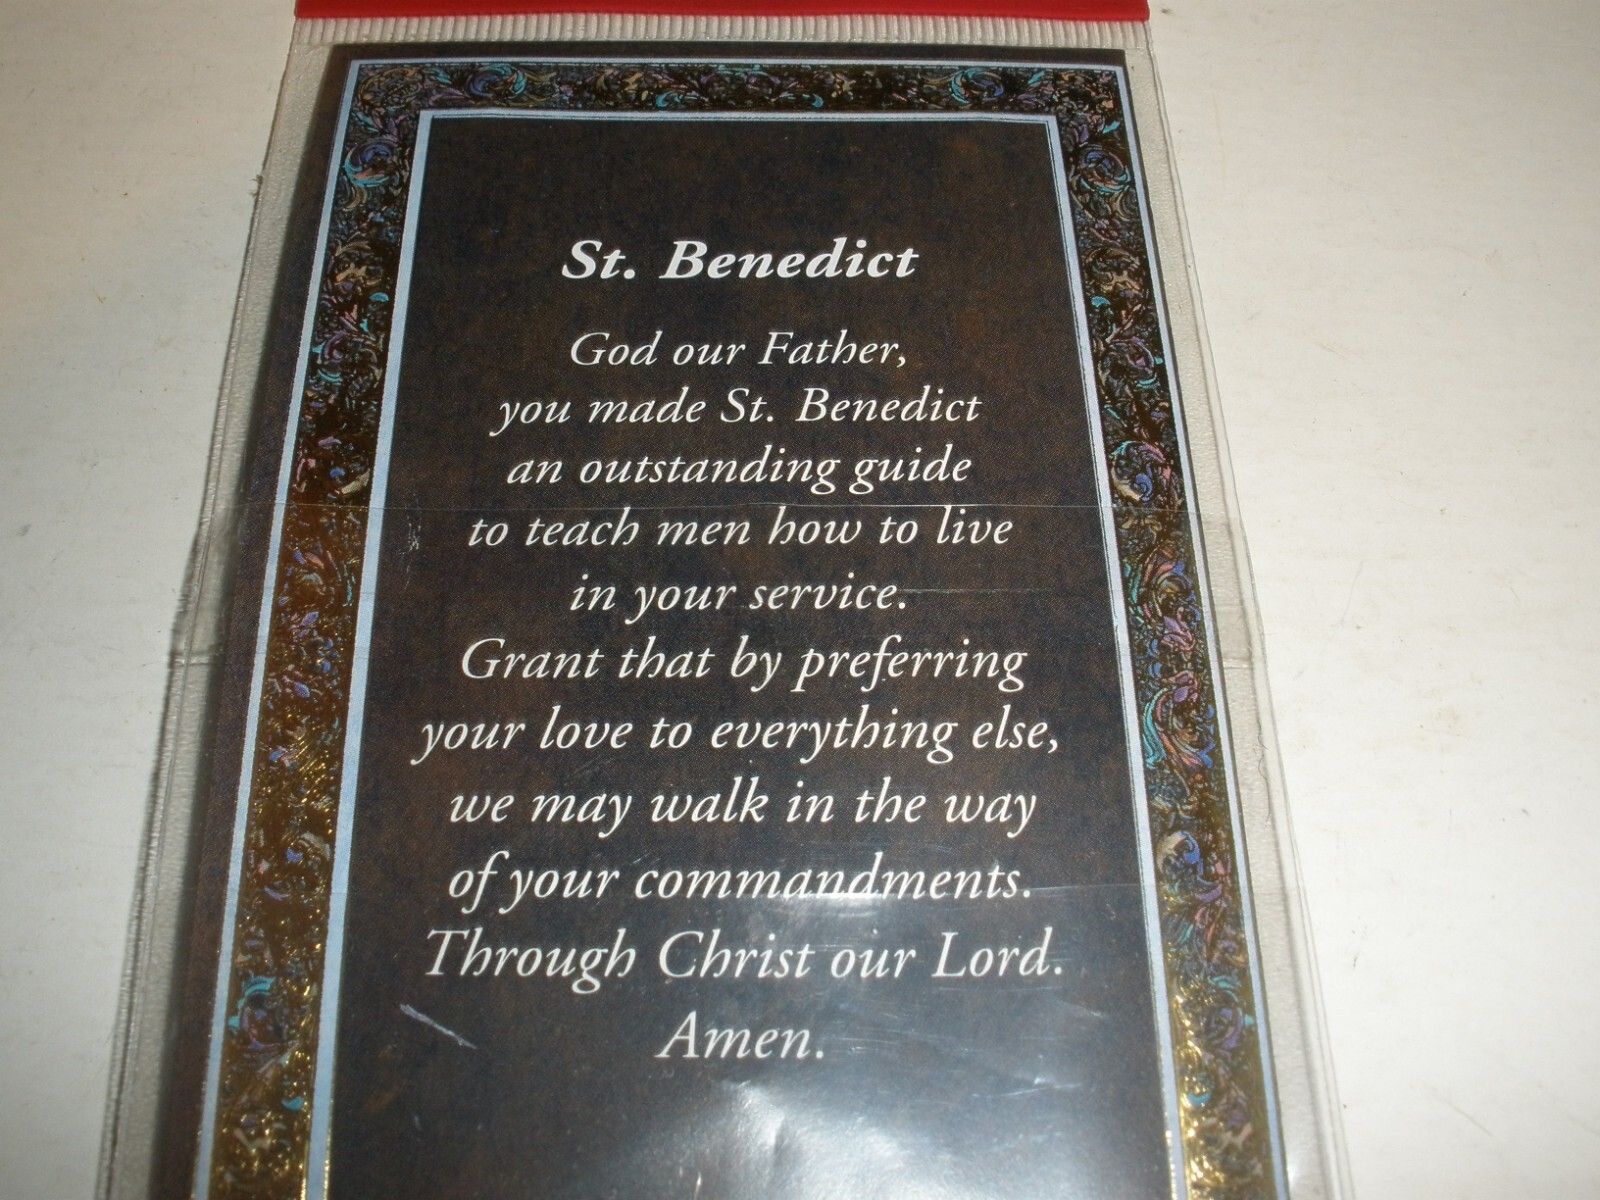 St. Benedict
God our Father,
you made St. Benedict
an outstanding guide
to teach men how to live
in your service.
Grant that by preferring
your love to everything else,
we may walk in the way
of your commandments.
Through Christ our Lord.
Amen.